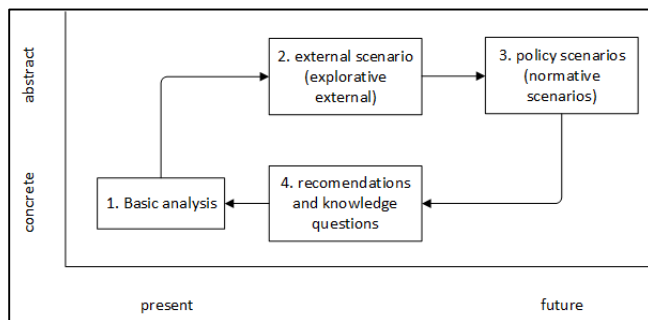 abstract
concrete
2. external scenario
(explorative
external)
3. policy scenarios
(normative
scenarios)
1. Basic analysis
4. recomendations
and knowledge
questions
present
future